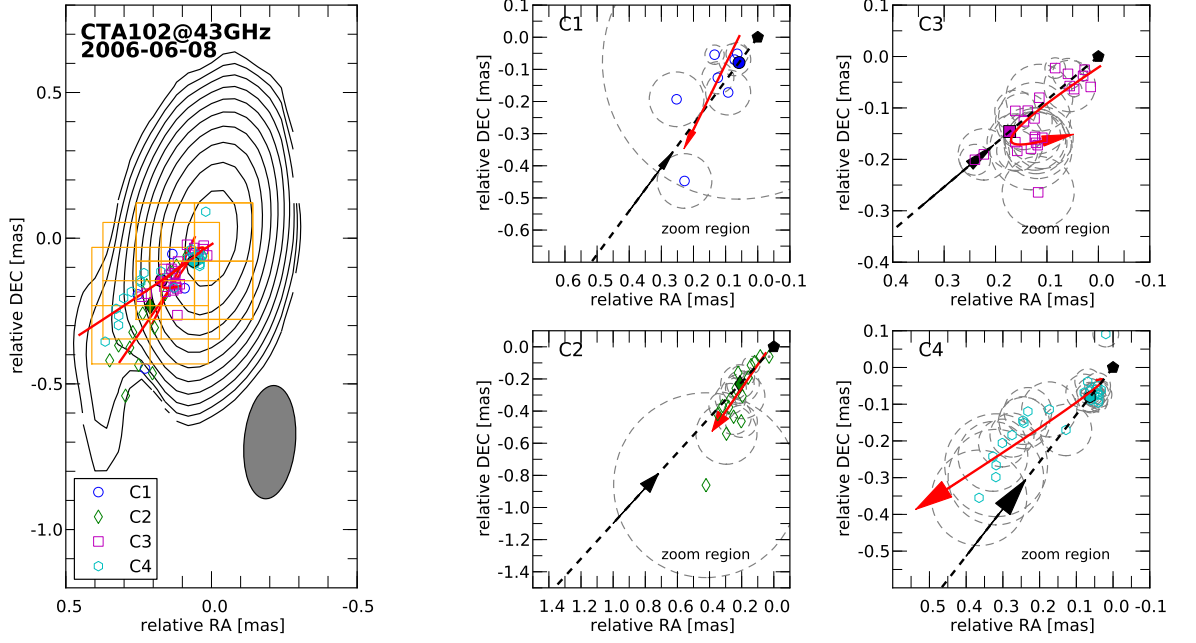 CTA102@43GHz
2006-06-08
relative DEC [mas]
0.5
0.0
-0.5
-1.0
C1
C2
C3
C4
0.5 0.0 -0.5
relative RA [mas]
C1
relative DEC [mas]
0.0
-0.1
-0.2
-0.3
-0.4
-0.5
-0.6
zoom region
0.6 0.5 0.4 0.3 0.2 0.1 0.0 -0.1
relative RA [mas]
C3
relative DEC [mas]
0.1
0.0
-0.1
-0.2
-0.3
-0.4
zoom region
0.4 0.3 0.2 0.1 0.0 -0.1
relative RA [mas]
C2
relative DEC [mas]
0.0
-0.2
-0.4
-0.6
-0.8
-1.0
-1.2
-1.4
zoom region
1.4 1.2 1.0 0.8 0.6 0.4 0.2 0.0
relative RA [mas]
C4
relative DEC [mas]
0.1
0.0
-0.1
-0.2
-0.3
-0.4
-0.5
zoom region
0.5 0.4 0.3 0.2 0.1 0.0 -0.1
relative RA [mas]